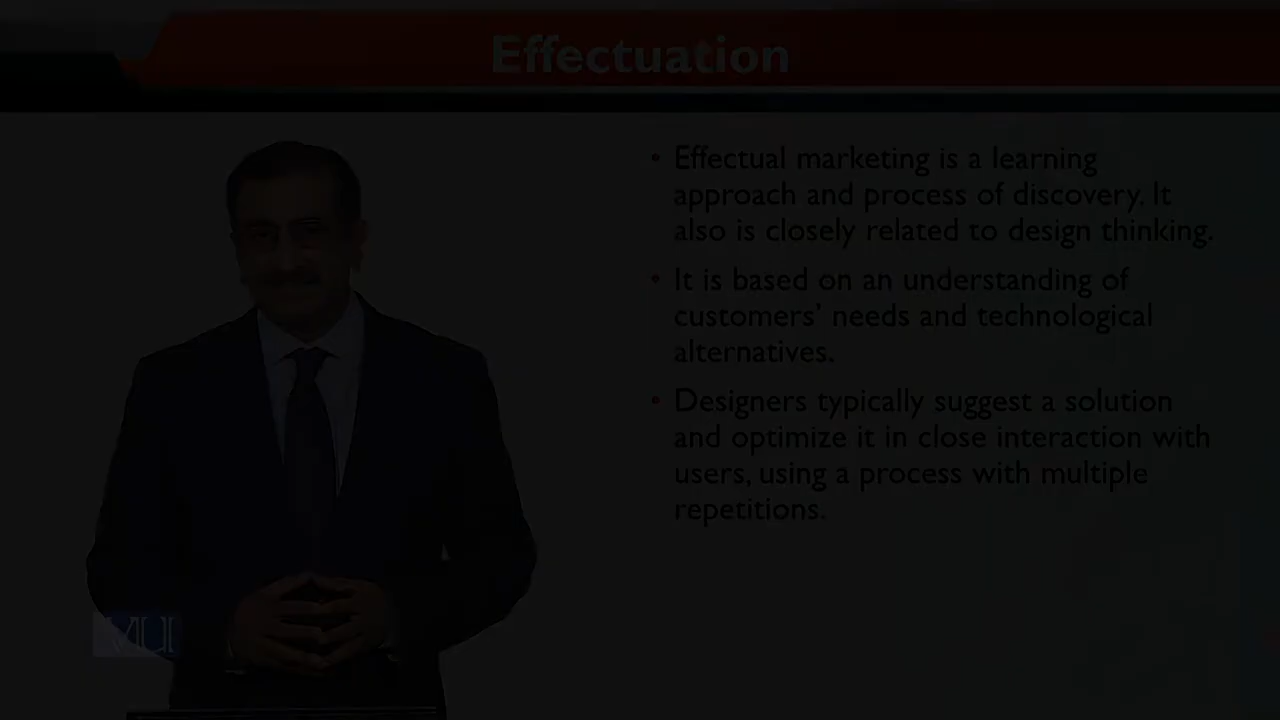 Effectuation
• Effectual marketing is a learning
approach and process of discovery. It
also is closely related to design thinking.
• It is based on an understanding of
customers’ needs and technological
alternatives.
• Designers typically suggest a solution
and optimize it in close interaction with
users, using a process with multiple
repetitions.